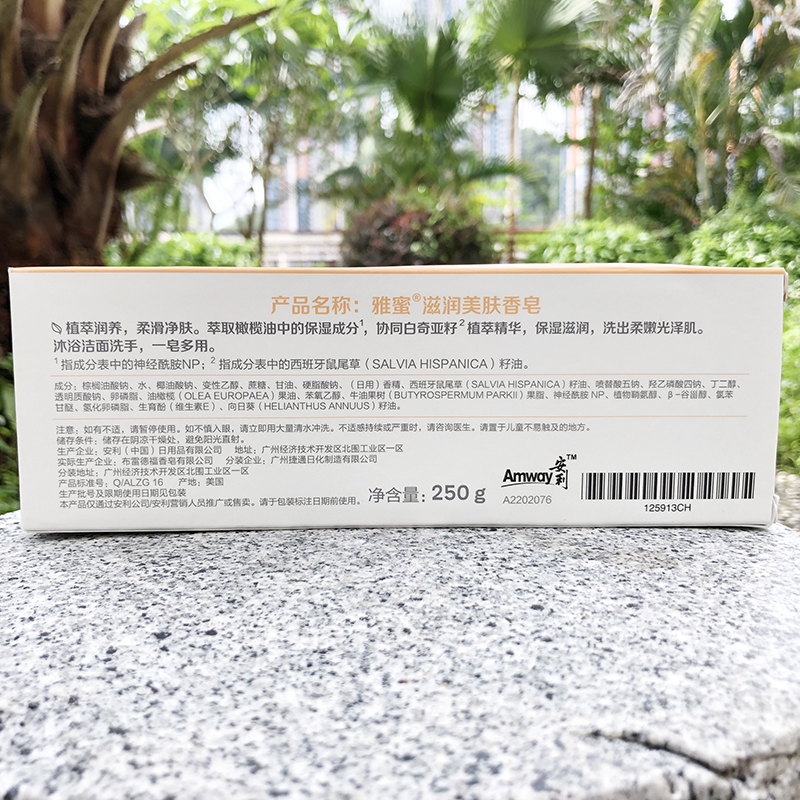 产品名称：雅蜜®滋润美肤香皂
植萃润养，柔滑净肤。萃取橄榄油中的保湿成分¹，协同白奇亚籽²植萃精华，保湿滋润，洗出柔嫩光泽肌。
沐浴洁面洗手，一皂多用。
¹指成分表中的神经酰胺NP；²指成分表中的西班牙鼠尾草（SALVIA HISPANICA）籽油。
成分：棕榈油酸钠、水、椰油酸钠、变性乙醇、蔗糖、甘油、硬脂酸钠、（日用）香精、西班牙鼠尾草（SALVIA HISPANICA）籽油、喷替酸五钠、羟乙磷酸四钠、丁二醇、
透明质酸钠、卵磷脂、油橄榄（OLEA EUROPAEA）果油、苯氧乙醇、牛油果树（BUTYROSPERMUM PARKII）果脂、神经酰胺 NP、植物鞘氨醇、β-谷甾醇、氯苯
甘醚、氢化卵磷脂、生育酚（维生素E）、向日葵（HELIANTHUS ANNUUS）籽油。
注意：如有不适，请暂停使用。如不慎入眼，请立即用大量清水冲洗。不适感持续或严重时，请咨询医生。请置于儿童不易触及的地方。
储存条件：储存在阴凉干燥处，避免阳光直射。
生产企业：安利（中国）日用品有限公司 地址：广州经济技术开发区北围工业区一区
实际生产企业：布雷德福香皂有限公司 分装企业：广州捷通日化制造有限公司
分装地址：广州经济技术开发区北围工业区一区
产品标准号：Q/ALZG 16 产地：美国
生产批号及限期使用日期见包装
本产品仅通过安利公司/安利营销人员推广或售卖。请于包装标注日期前使用。
净含量：250 g
Amway 安利™
A2202076
125913CH